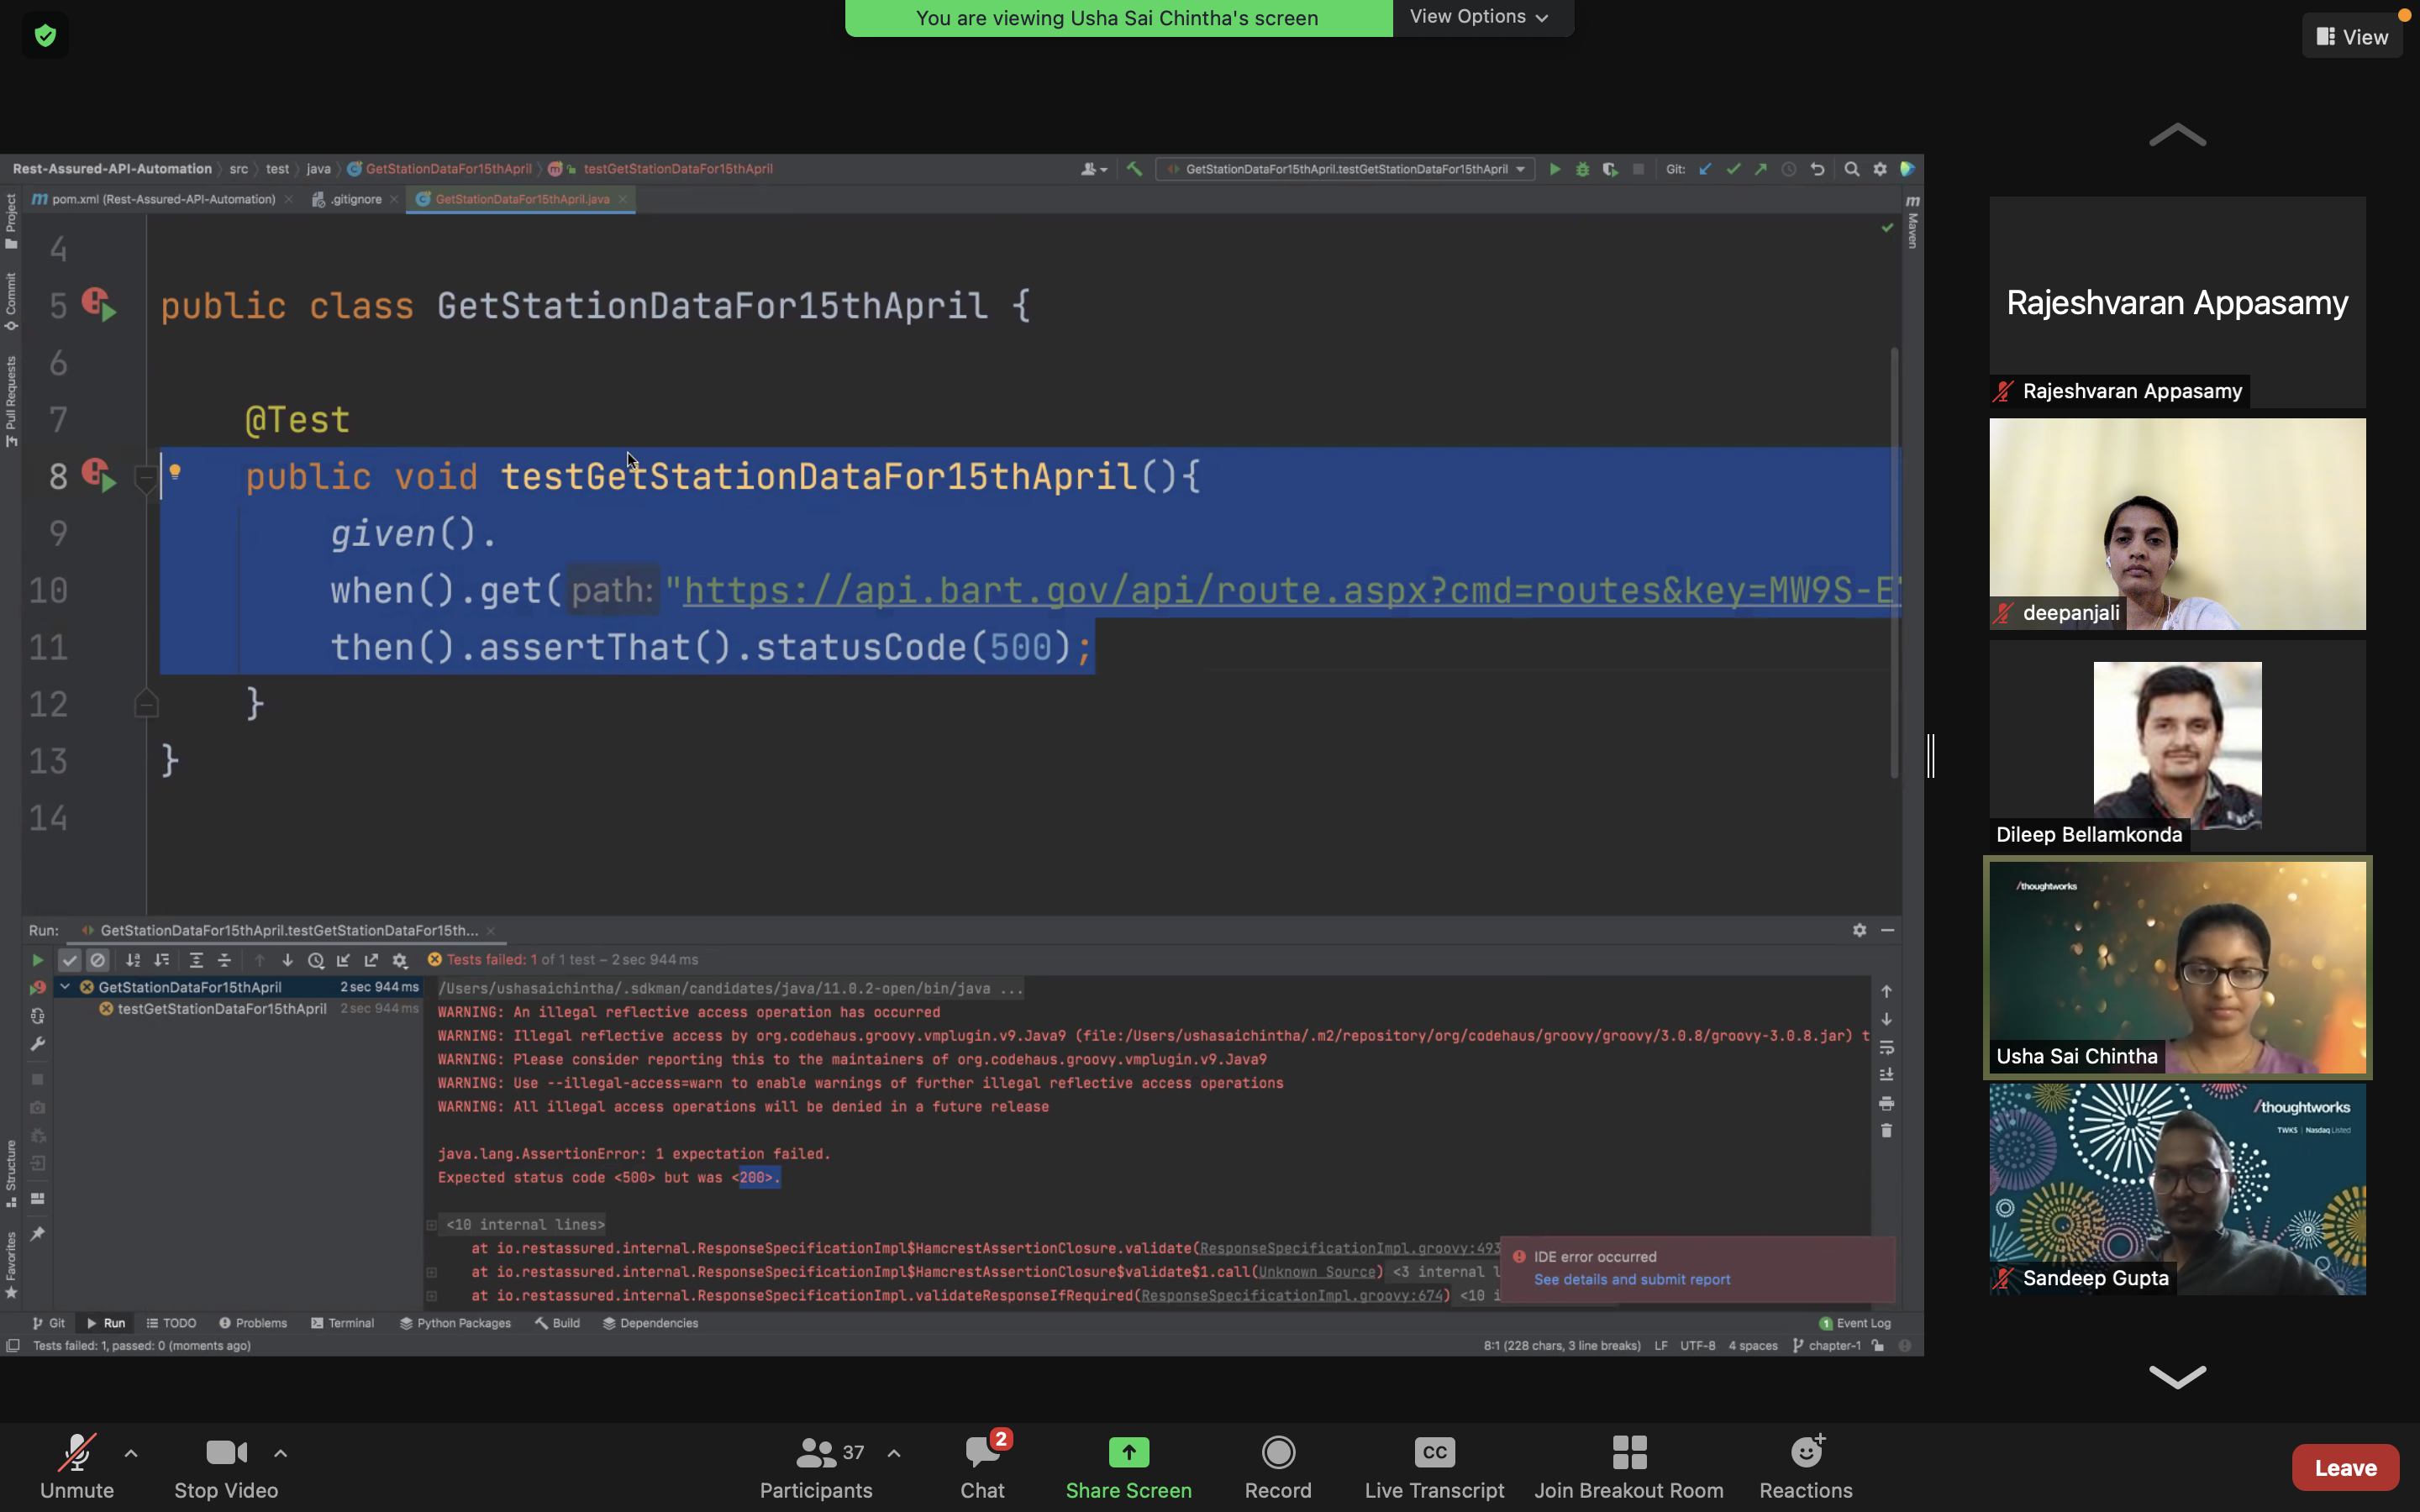 You are viewing Usha Sai Chintha's screen
View Options
View
Rest-Assured-API-Automation
src
test
java
GetStationDataFor15thApril
testGetStationDataFor15thApril
GetStationDataFor15thApril.testGetStationDataFor15thApril
Git:
pom.xml (Rest-Assured-API-Automation)
.gitignore
GetStationDataFor15thApril.java
Project
Commit
Pull Requests
Maven
4
5 public class GetStationDataFor15thApril {
6
7 @Test
8 public void testGetStationDataFor15thApril(){
9 given().
10 when().get( path: "https://api.bart.gov/api/route.aspx?cmd=routes&key=MW9S-E
11 then().assertThat().statusCode(500);
12 }
13 }
14
Run:
GetStationDataFor15thApril.testGetStationDataFor15th...
Tests failed: 1 of 1 test – 2 sec 944 ms
GetStationDataFor15thApril 2 sec 944 ms
testGetStationDataFor15thApril 2 sec 944 ms
/Users/ushasaichintha/.sdkman/candidates/java/11.0.2-open/bin/java ...
WARNING: An illegal reflective access operation has occurred
WARNING: Illegal reflective access by org.codehaus.groovy.vmplugin.v9.Java9 (file:/Users/ushasaichintha/.m2/repository/org/codehaus/groovy/groovy/3.0.8/groovy-3.0.8.jar) t
WARNING: Please consider reporting this to the maintainers of org.codehaus.groovy.vmplugin.v9.Java9
WARNING: Use --illegal-access=warn to enable warnings of further illegal reflective access operations
WARNING: All illegal access operations will be denied in a future release
java.lang.AssertionError: 1 expectation failed.
Expected status code <500> but was <200>.
<10 internal lines>
at io.restassured.internal.ResponseSpecificationImpl$HamcrestAssertionClosure.validate(ResponseSpecificationImpl.groovy:493
at io.restassured.internal.ResponseSpecificationImpl$HamcrestAssertionClosure$validate$1.call(Unknown Source) <3 internal l
at io.restassured.internal.ResponseSpecificationImpl.validateResponseIfRequired(ResponseSpecificationImpl.groovy:674) <10 i
IDE error occurred
See details and submit report
Structure
Favorites
Git
Run
TODO
Problems
Terminal
Python Packages
Build
Dependencies
1 Event Log
Tests failed: 1, passed: 0 (moments ago)
8:1 (228 chars, 3 line breaks)
LF
UTF-8
4 spaces
chapter-1
Rajeshvaran Appasamy
Rajeshvaran Appasamy
deepanjali
Dileep Bellamkonda
/thoughtworks
Usha Sai Chintha
/thoughtworks
TWKS | Nasdaq Listed
Sandeep Gupta
Unmute
Stop Video
37
Participants
2
Chat
Share Screen
Record
CC
Live Transcript
Join Breakout Room
Reactions
Leave